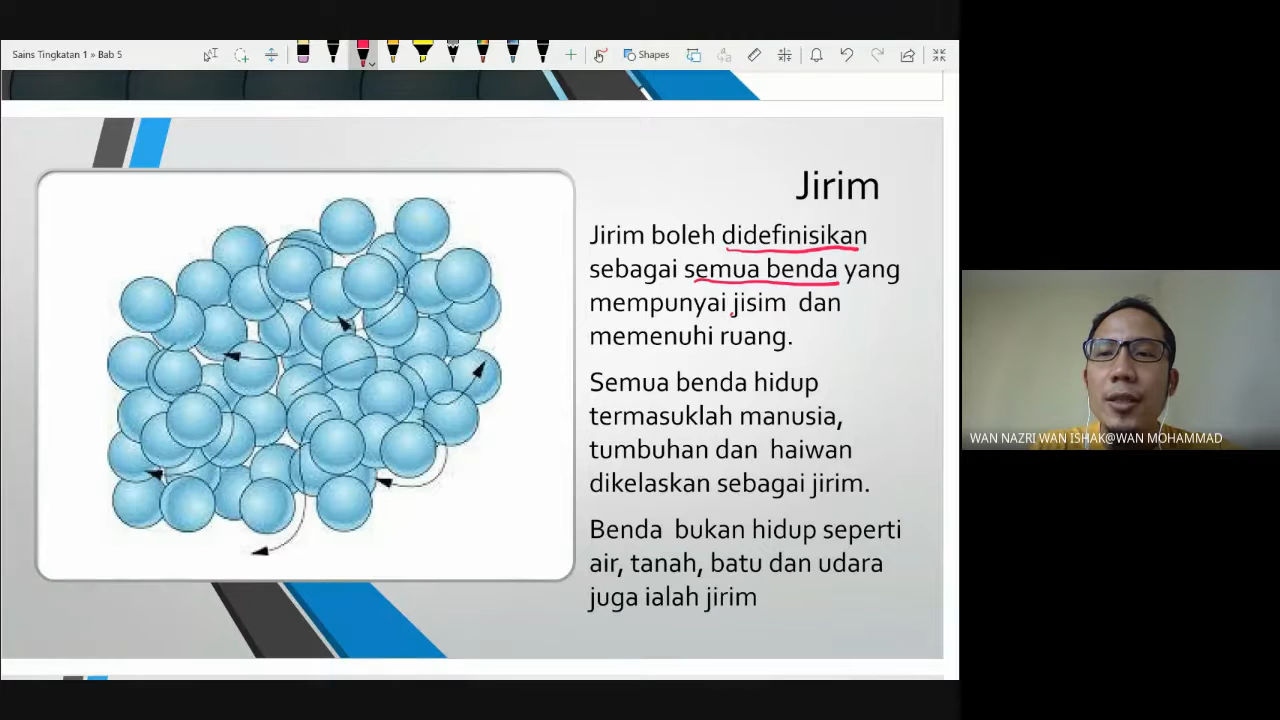 Sains Tingkatan 1 » Bab 5
Shapes
Jirim
Jirim boleh didefinisikan
sebagai semua benda yang
mempunyai jisim dan
memenuhi ruang.
Semua benda hidup
termasuklah manusia,
tumbuhan dan haiwan
dikelaskan sebagai jirim.
Benda bukan hidup seperti
air, tanah, batu dan udara
juga ialah jirim
WAN NAZRI WAN ISHAK@WAN MOHAMMAD